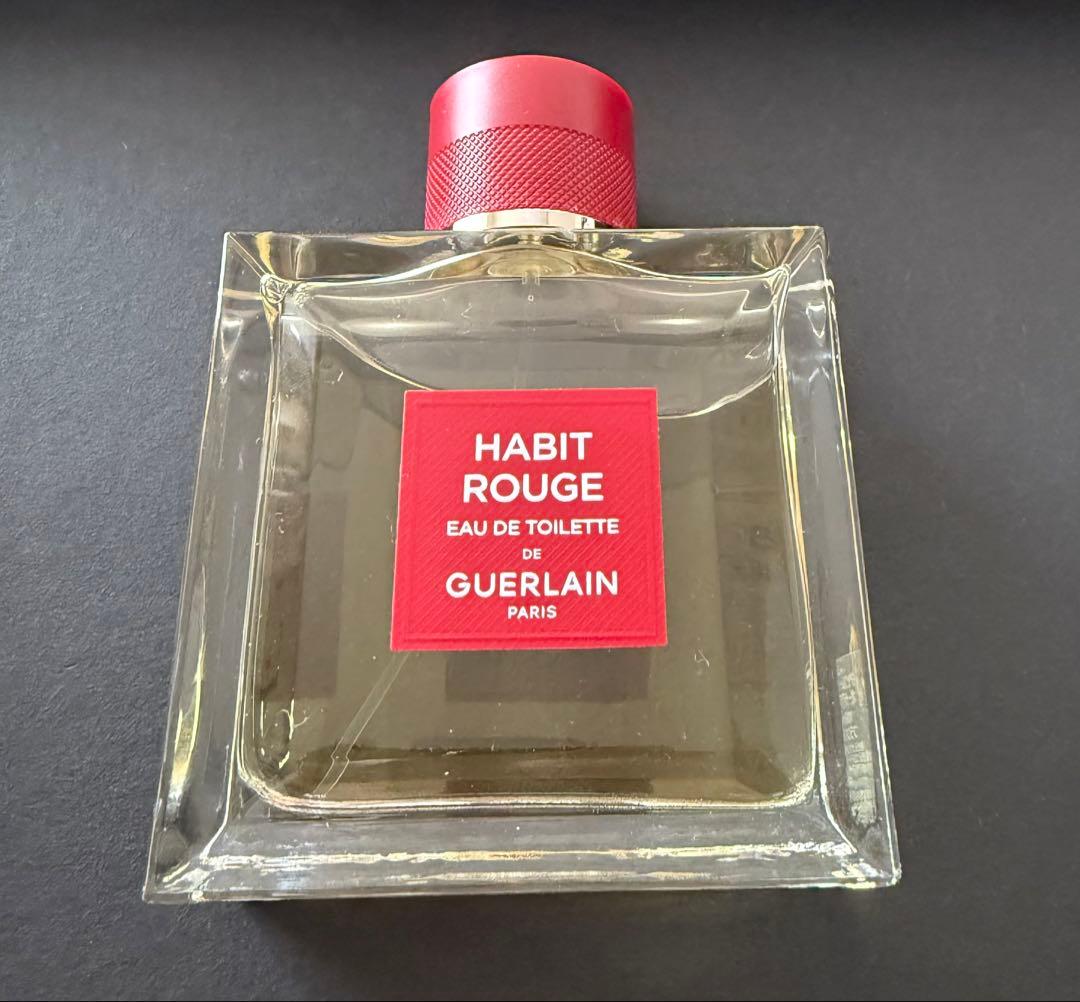 HABIT
ROUGE
EAU DE TOILETTE
DE
GUERLAIN
PARIS